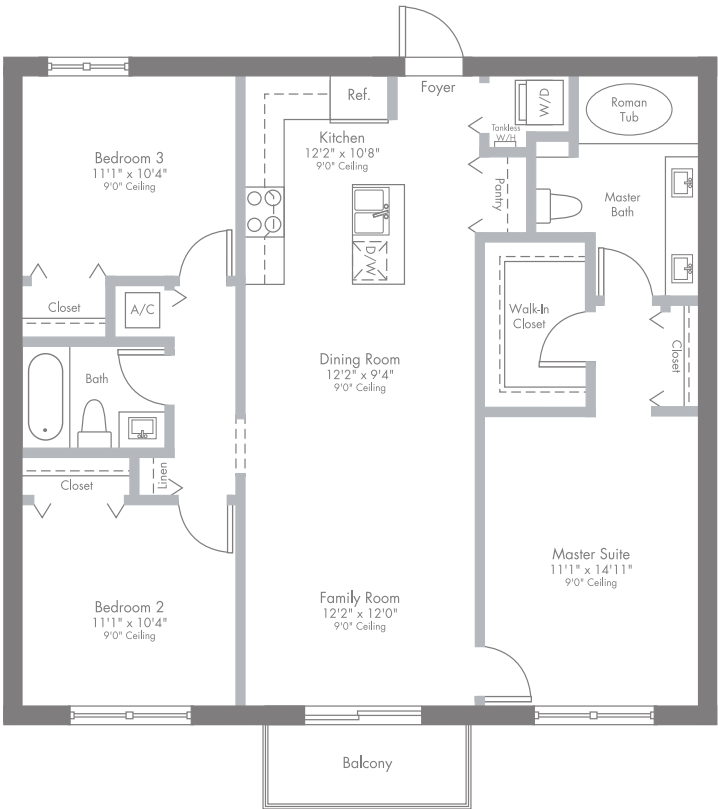 Foyer
Ref.
W/D
Roman
Tub
Kitchen
12'2" x 10'8"
9'0" Ceiling
Tankless
W/H
Bedroom 3
11'1" x 10'4"
9'0" Ceiling
Pantry
Master
Bath
D/W
Closet
A/C
Walk-In
Closet
Closet
Dining Room
12'2" x 9'4"
9'0" Ceiling
Bath
Closet
Linen
Master Suite
11'1" x 14'11"
9'0" Ceiling
Family Room
12'2" x 12'0"
9'0" Ceiling
Bedroom 2
11'1" x 10'4"
9'0" Ceiling
Balcony